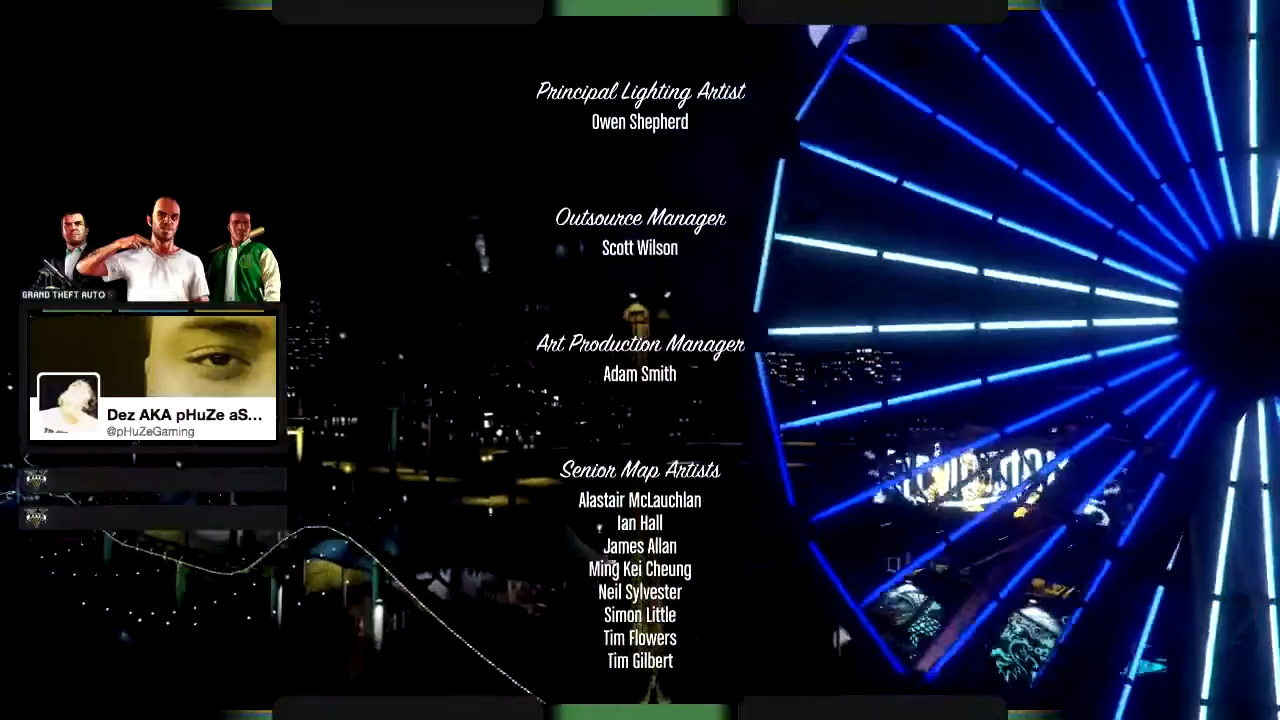 Principal Lighting Artist
Owen Shepherd
Outsource Manager
Scott Wilson
Art Production Manager
Adam Smith
Senior Map Artists
Alastair McLauchlan
Ian Hall
James Allan
Ming Kei Cheung
Neil Sylvester
Simon Little
Tim Flowers
Tim Gilbert
GRAND THEFT AUTO
Dez AKA pHuZe aS...
@pHuZeGaming